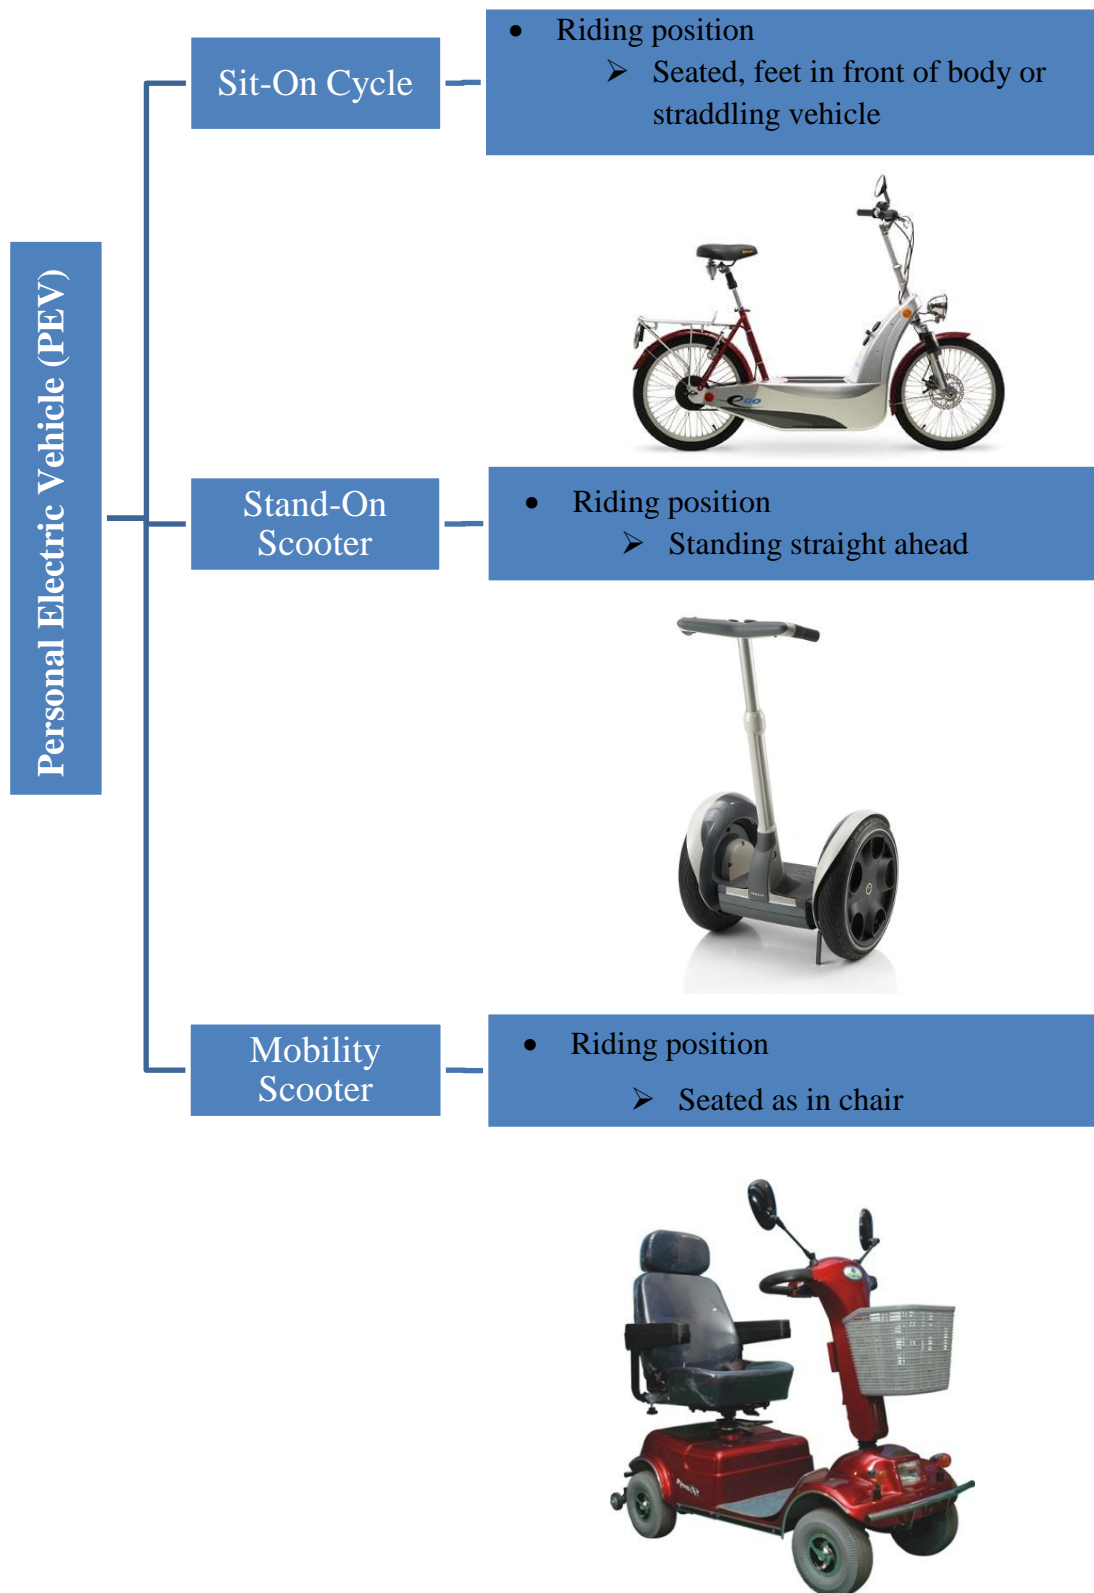 Personal Electric Vehicle (PEV)
Sit-On Cycle
• Riding position
➢ Seated, feet in front of body or
straddling vehicle
e GO
Stand-On
Scooter
• Riding position
➢ Standing straight ahead
Mobility
Scooter
• Riding position
➢ Seated as in chair